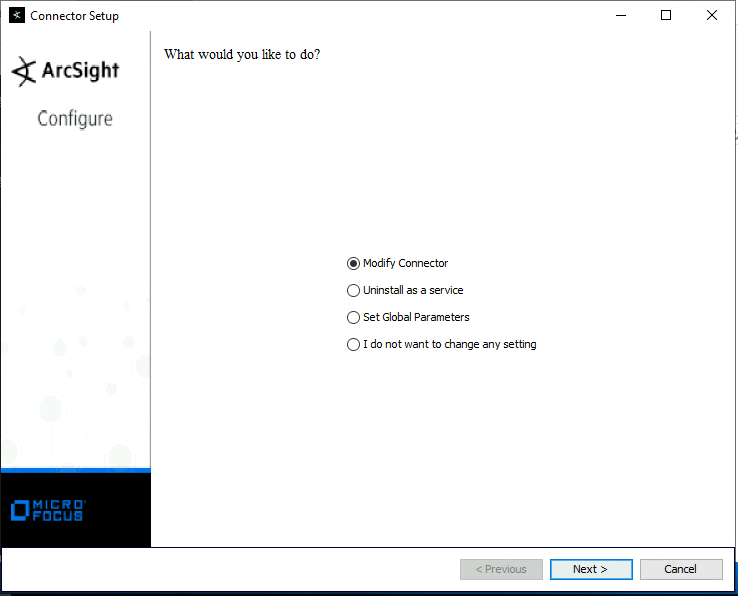 Connector Setup
ArcSight
Configure
What would you like to do?
Modify Connector
Uninstall as a service
Set Global Parameters
I do not want to change any setting
MICRO
FOCUS
< Previous
Next >
Cancel